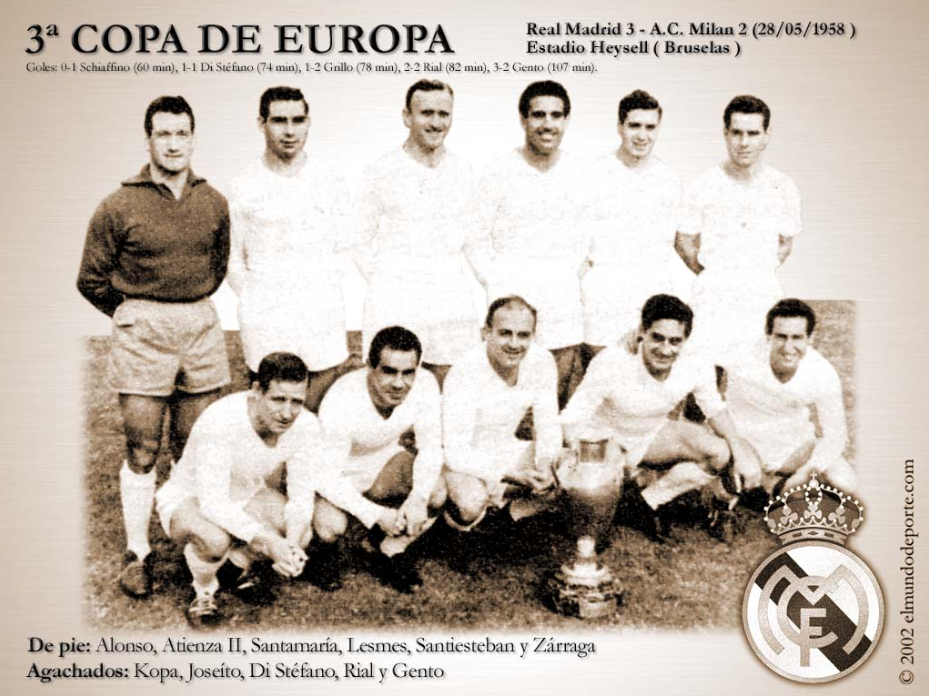 3ª COPA DE EUROPA
Real Madrid 3 - A.C. Milan 2 (28/05/1958 )
Estadio Heysell ( Bruselas )
Goles: 0-1 Schiaffino (60 min), 1-1 Di Stéfano (74 min), 1-2 Grillo (78 min), 2-2 Rial (82 min), 3-2 Gento (107 min).
© 2002 elmundodeporte.com
De pie: Alonso, Atienza II, Santamaría, Lesmes, Santiesteban y Zárraga
Agachados: Kopa, Joseíto, Di Stéfano, Rial y Gento